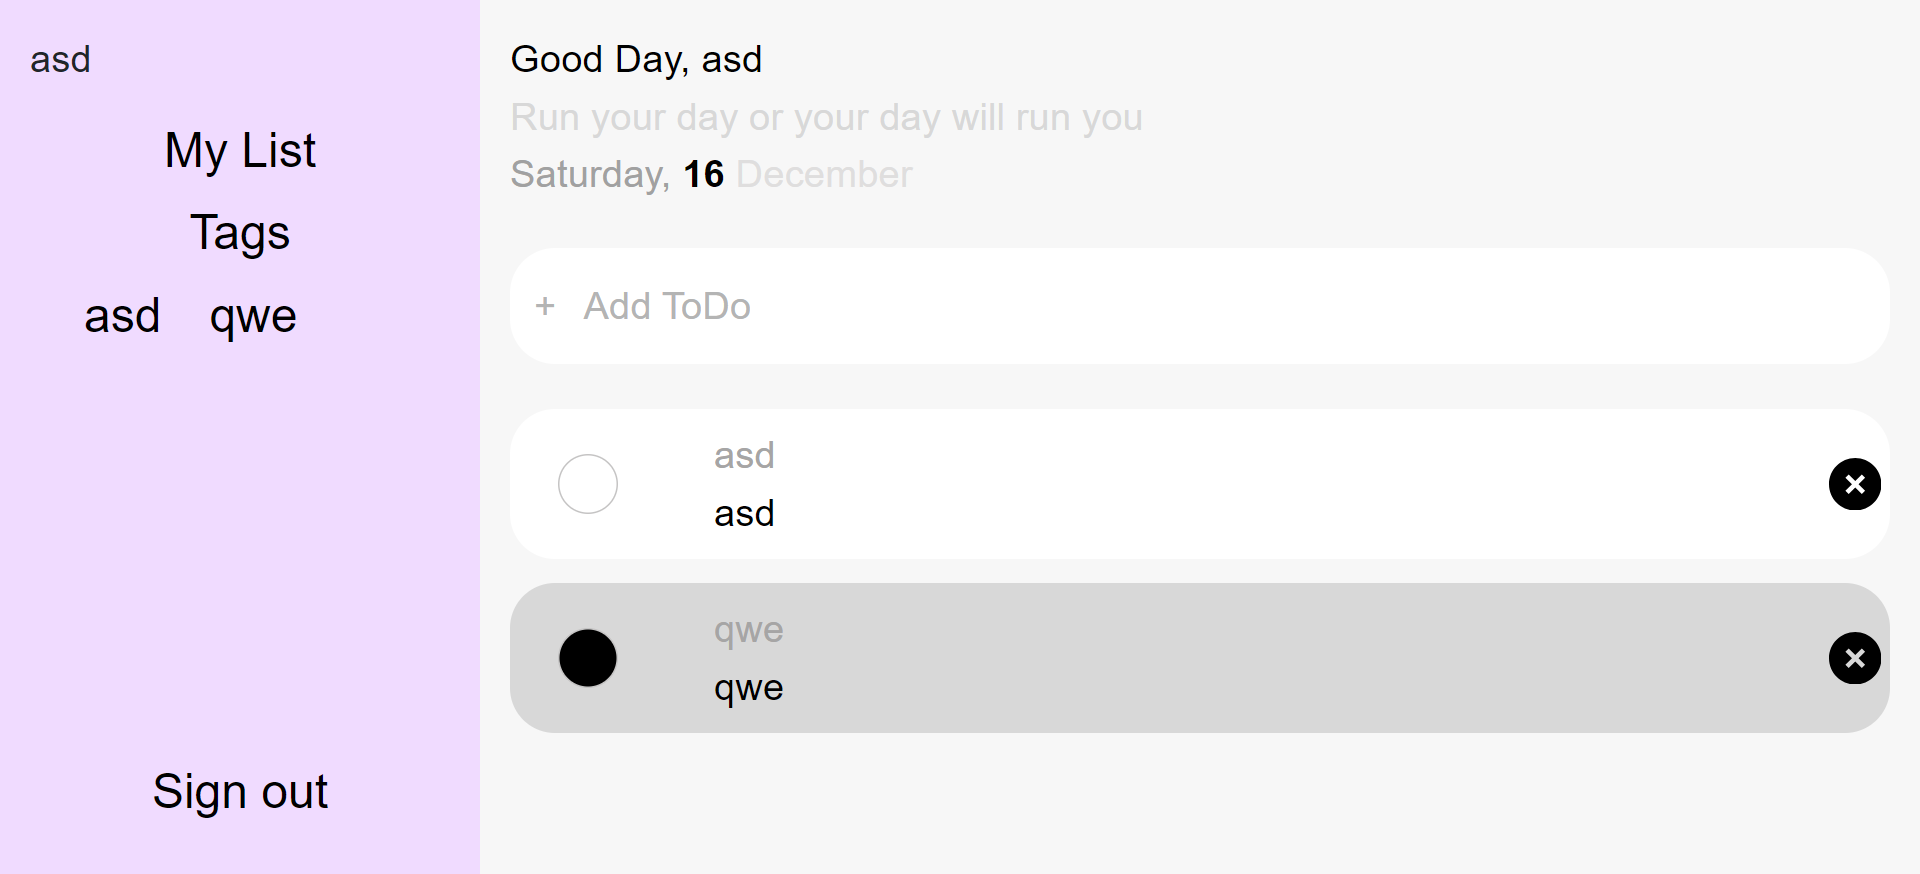 asd
My List
Tags
asd qwe
Sign out
Good Day, asd
Run your day or your day will run you
Saturday, 16 December
+ Add ToDo
asd
asd
qwe
qwe